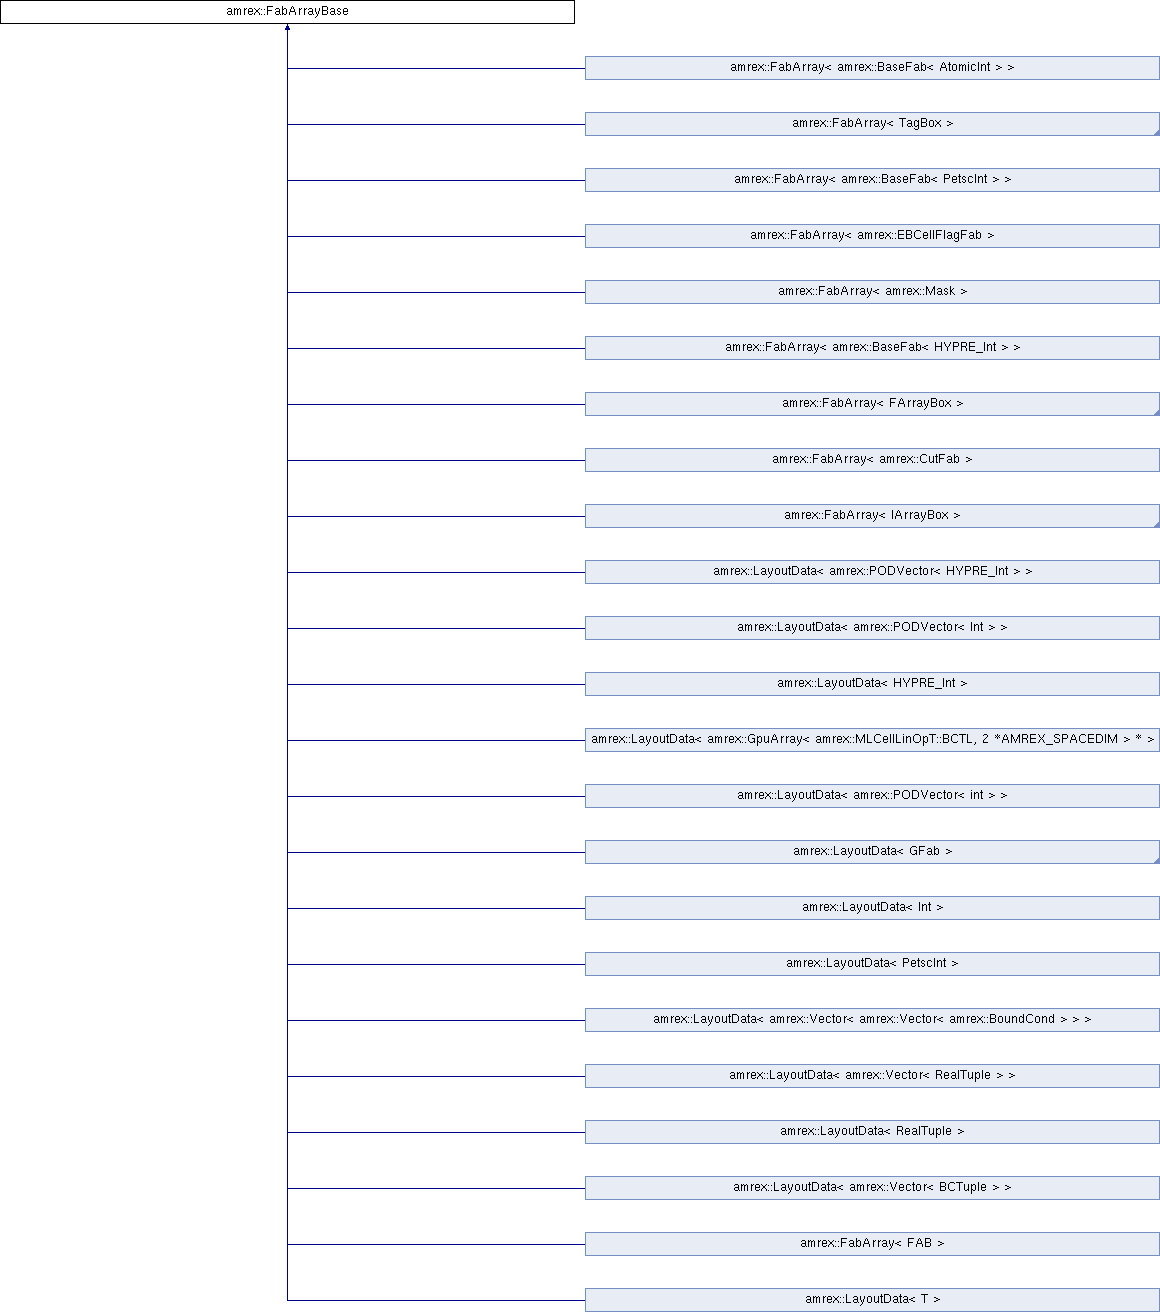 amrex::FabArrayBase
amrex::FabArray< amrex::BaseFab< AtomicInt > >
amrex::FabArray< TagBox >
amrex::FabArray< amrex::BaseFab< PetscInt > >
amrex::FabArray< amrex::EBCellFlagFab >
amrex::FabArray< amrex::Mask >
amrex::FabArray< amrex::BaseFab< HYPRE_Int > >
amrex::FabArray< FArrayBox >
amrex::FabArray< amrex::CutFab >
amrex::FabArray< IArrayBox >
amrex::LayoutData< amrex::PODVector< HYPRE_Int > >
amrex::LayoutData< amrex::PODVector< Int > >
amrex::LayoutData< HYPRE_Int >
amrex::LayoutData< amrex::GpuArray< amrex::MLCellLinOpT::BCTL, 2 *AMREX_SPACEDIM > * >
amrex::LayoutData< amrex::PODVector< int > >
amrex::LayoutData< GFab >
amrex::LayoutData< Int >
amrex::LayoutData< PetscInt >
amrex::LayoutData< amrex::Vector< amrex::Vector< amrex::BoundCond > > >
amrex::LayoutData< amrex::Vector< RealTuple > >
amrex::LayoutData< RealTuple >
amrex::LayoutData< amrex::Vector< BCTuple > >
amrex::FabArray< FAB >
amrex::LayoutData< T >